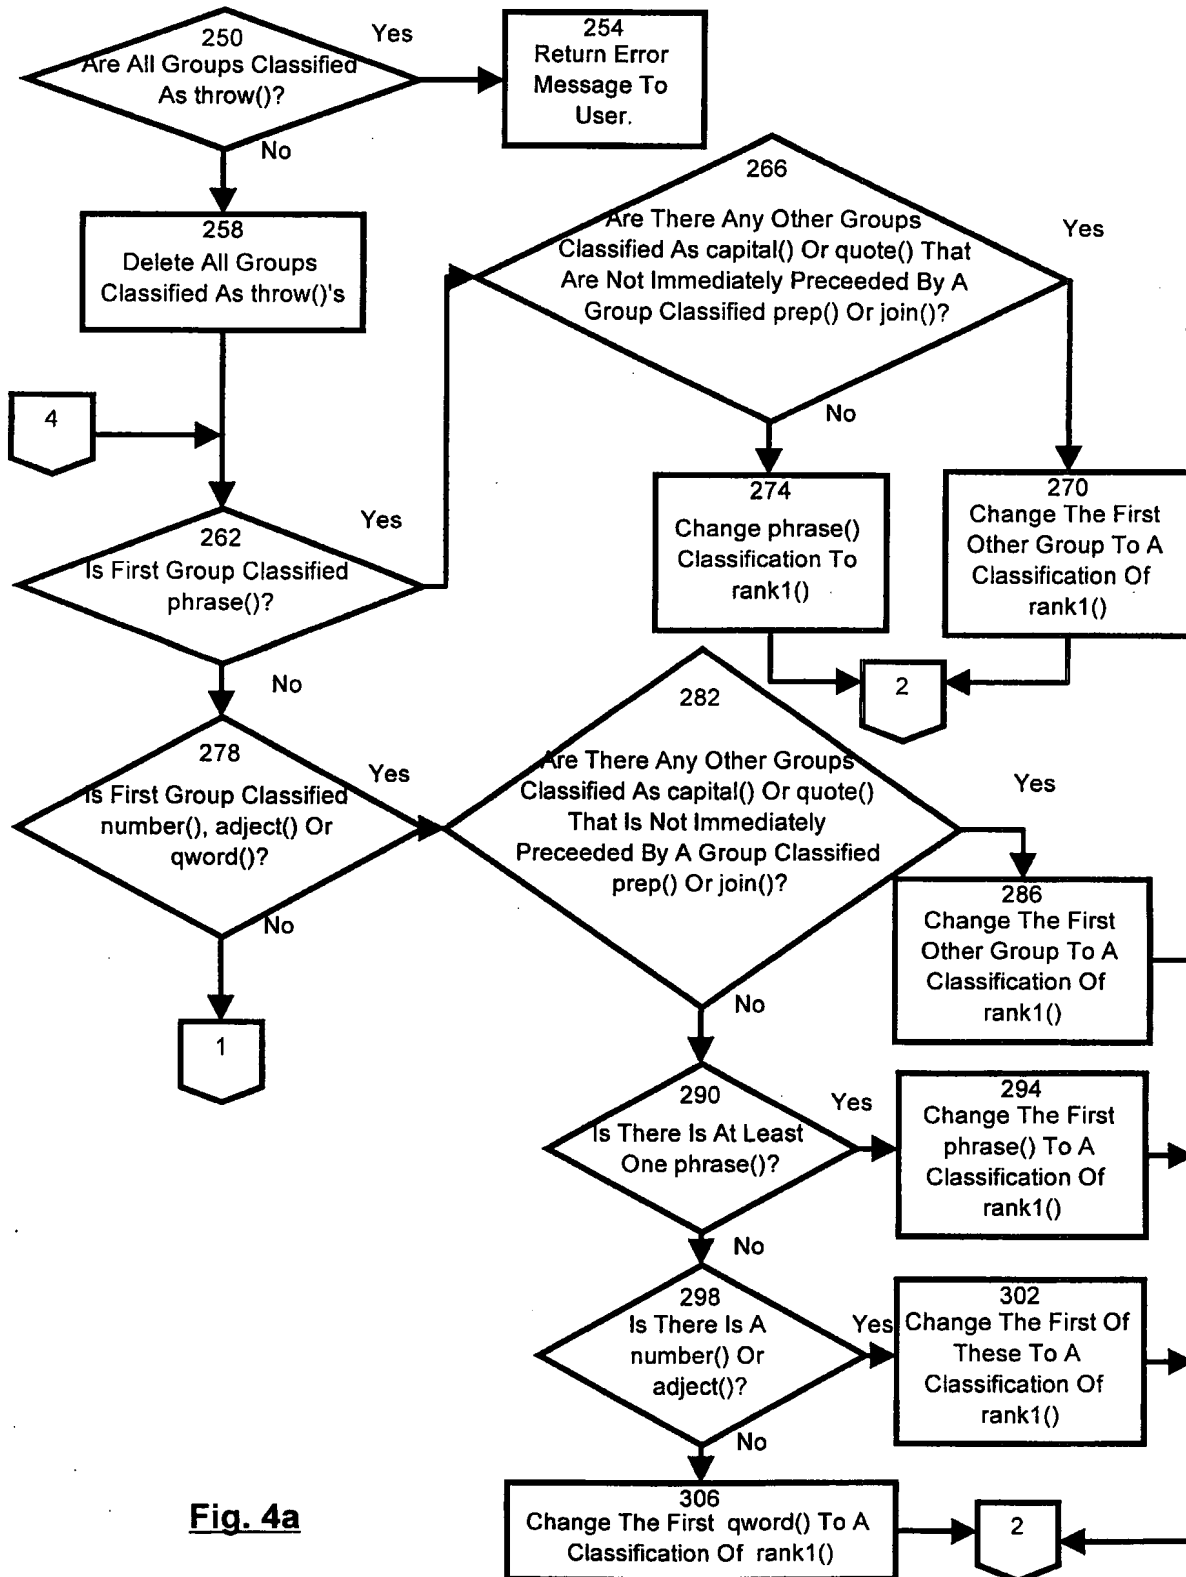 250
Are All Groups Classified
As throw()?
Yes
No
254
Return Error
Message To
User.
258
Delete All Groups
Classified As throw()'s
4
262
Is First Group Classified
phrase()?
Yes
No
266
Are There Any Other Groups
Classified As capital() Or quote() That
Are Not Immediately Preceeded By A
Group Classified prep() Or join()?
Yes
No
274
Change phrase()
Classification To
rank1()
270
Change The First
Other Group To A
Classification Of
rank1()
2
278
Is First Group Classified
number(), adject() Or
qword()?
Yes
No
1
282
Are There Any Other Groups
Classified As capital() Or quote()
That Is Not Immediately
Preceeded By A Group Classified
prep() Or join()?
Yes
No
286
Change The First
Other Group To A
Classification Of
rank1()
290
Is There Is At Least
One phrase()?
Yes
No
294
Change The First
phrase() To A
Classification Of
rank1()
298
Is There Is A
number() Or
adject()?
Yes
No
302
Change The First Of
These To A
Classification Of
rank1()
306
Change The First qword() To A
Classification Of rank1()
2
Fig. 4a